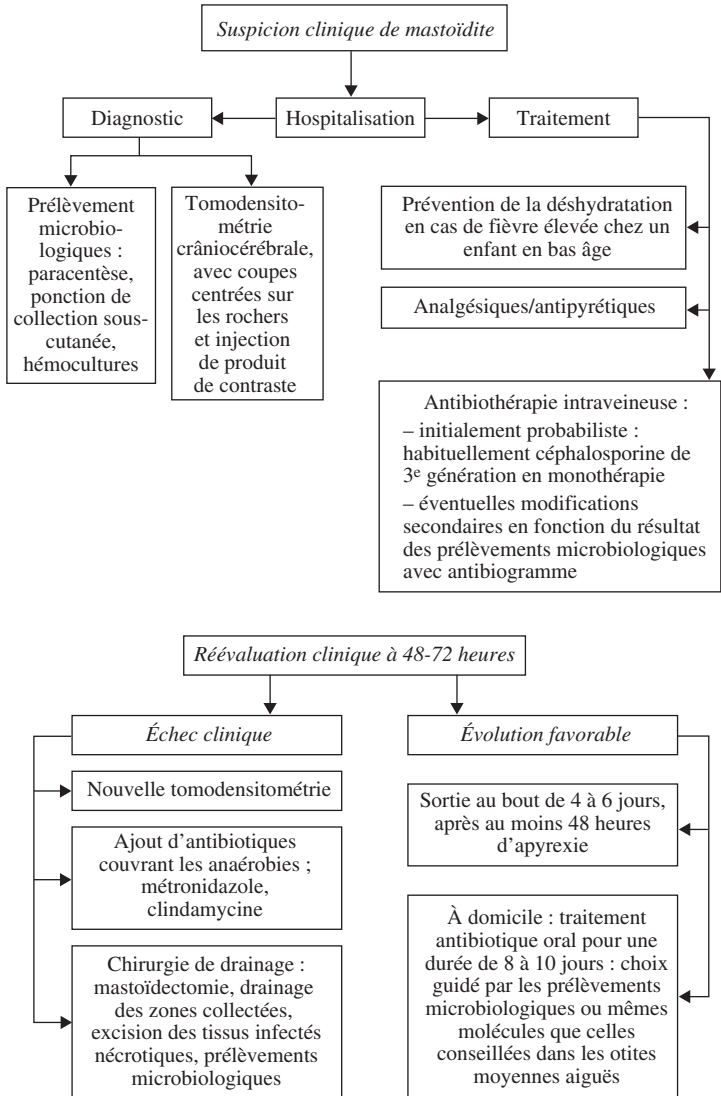 Suspicion clinique de mastoïdite
Diagnostic
Hospitalisation
Traitement
Prélèvement
microbio-
logiques :
paracentèse,
ponction de
collection sous-
cutanée,
hémocultures
Tomodensito-
métrie
crâniocérébrale,
avec coupes
centrées sur
les rochers
et injection
de produit
de contraste
Prévention de la déshydratation
en cas de fièvre élevée chez un
enfant en bas âge
Analgésiques/antipyrétiques
Antibiothérapie intraveineuse :
– initialement probabiliste :
habituellement céphalosporine de
3e génération en monothérapie
– éventuelles modifications
secondaires en fonction du résultat
des prélèvements microbiologiques
avec antibiogramme
Réévaluation clinique à 48-72 heures
Échec clinique
Nouvelle tomodensitométrie
Ajout d’antibiotiques
couvrant les anaérobies ;
métronidazole,
clindamycine
Chirurgie de drainage :
mastoïdectomie, drainage
des zones collectées,
excision des tissus infectés
nécrotiques, prélèvements
microbiologiques
Évolution favorable
Sortie au bout de 4 à 6 jours,
après au moins 48 heures
d’apyrexie
À domicile : traitement
antibiotique oral pour une
durée de 8 à 10 jours : choix
guidé par les prélèvements
microbiologiques ou mêmes
molécules que celles
conseillées dans les otites
moyennes aiguës